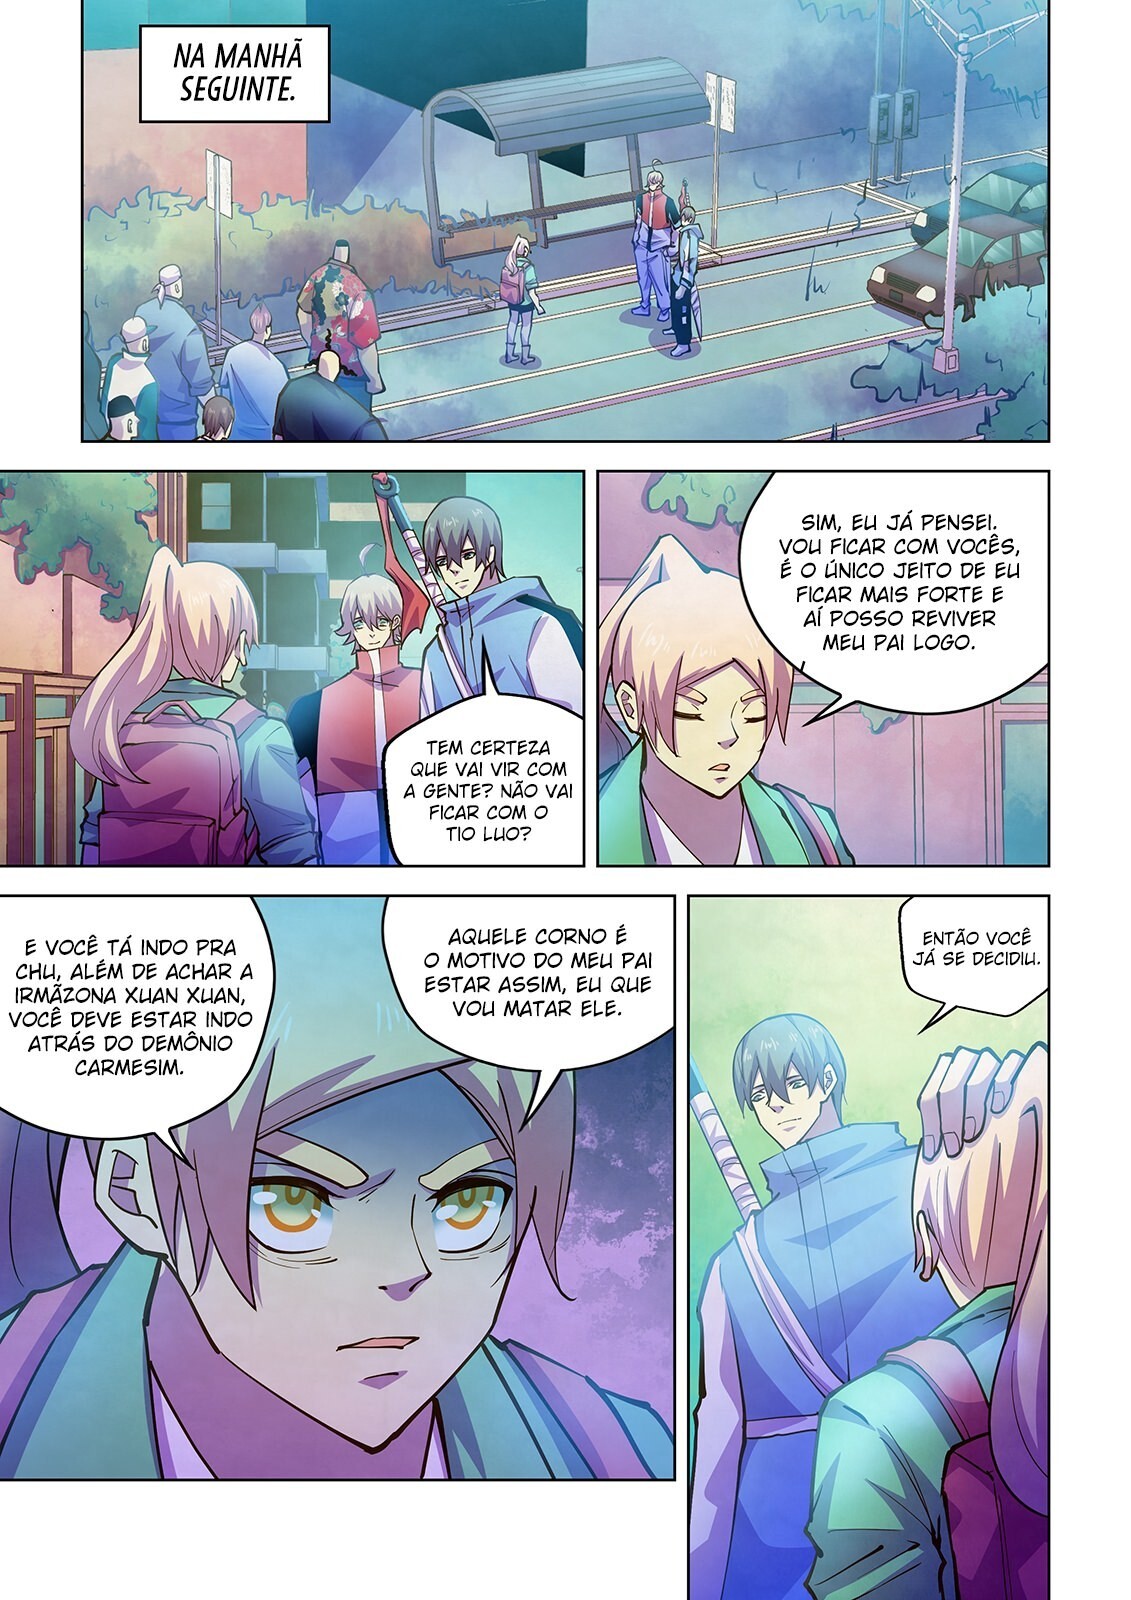 NA MANHÃ
SEGUINTE.
TEM CERTEZA
QUE VAI VIR COM
A GENTE? NÃO VAI
FICAR COM O
TIO LUO?
SIM, EU JÁ PENSEI.
VOU FICAR COM VOCÊS,
É O ÚNICO JEITO DE EU
FICAR MAIS FORTE E
AÍ POSSO REVIVER
MEU PAI LOGO.
E VOCÊ TÁ INDO PRA
CHU, ALÉM DE ACHAR A
IRMÃZONA XUAN XUAN,
VOCÊ DEVE ESTAR INDO
ATRÁS DO DEMÔNIO
CARMESIM.
AQUELE CORNO É
O MOTIVO DO MEU PAI
ESTAR ASSIM, EU QUE
VOU MATAR ELE.
ENTÃO VOCÊ
JÁ SE DECIDIU.